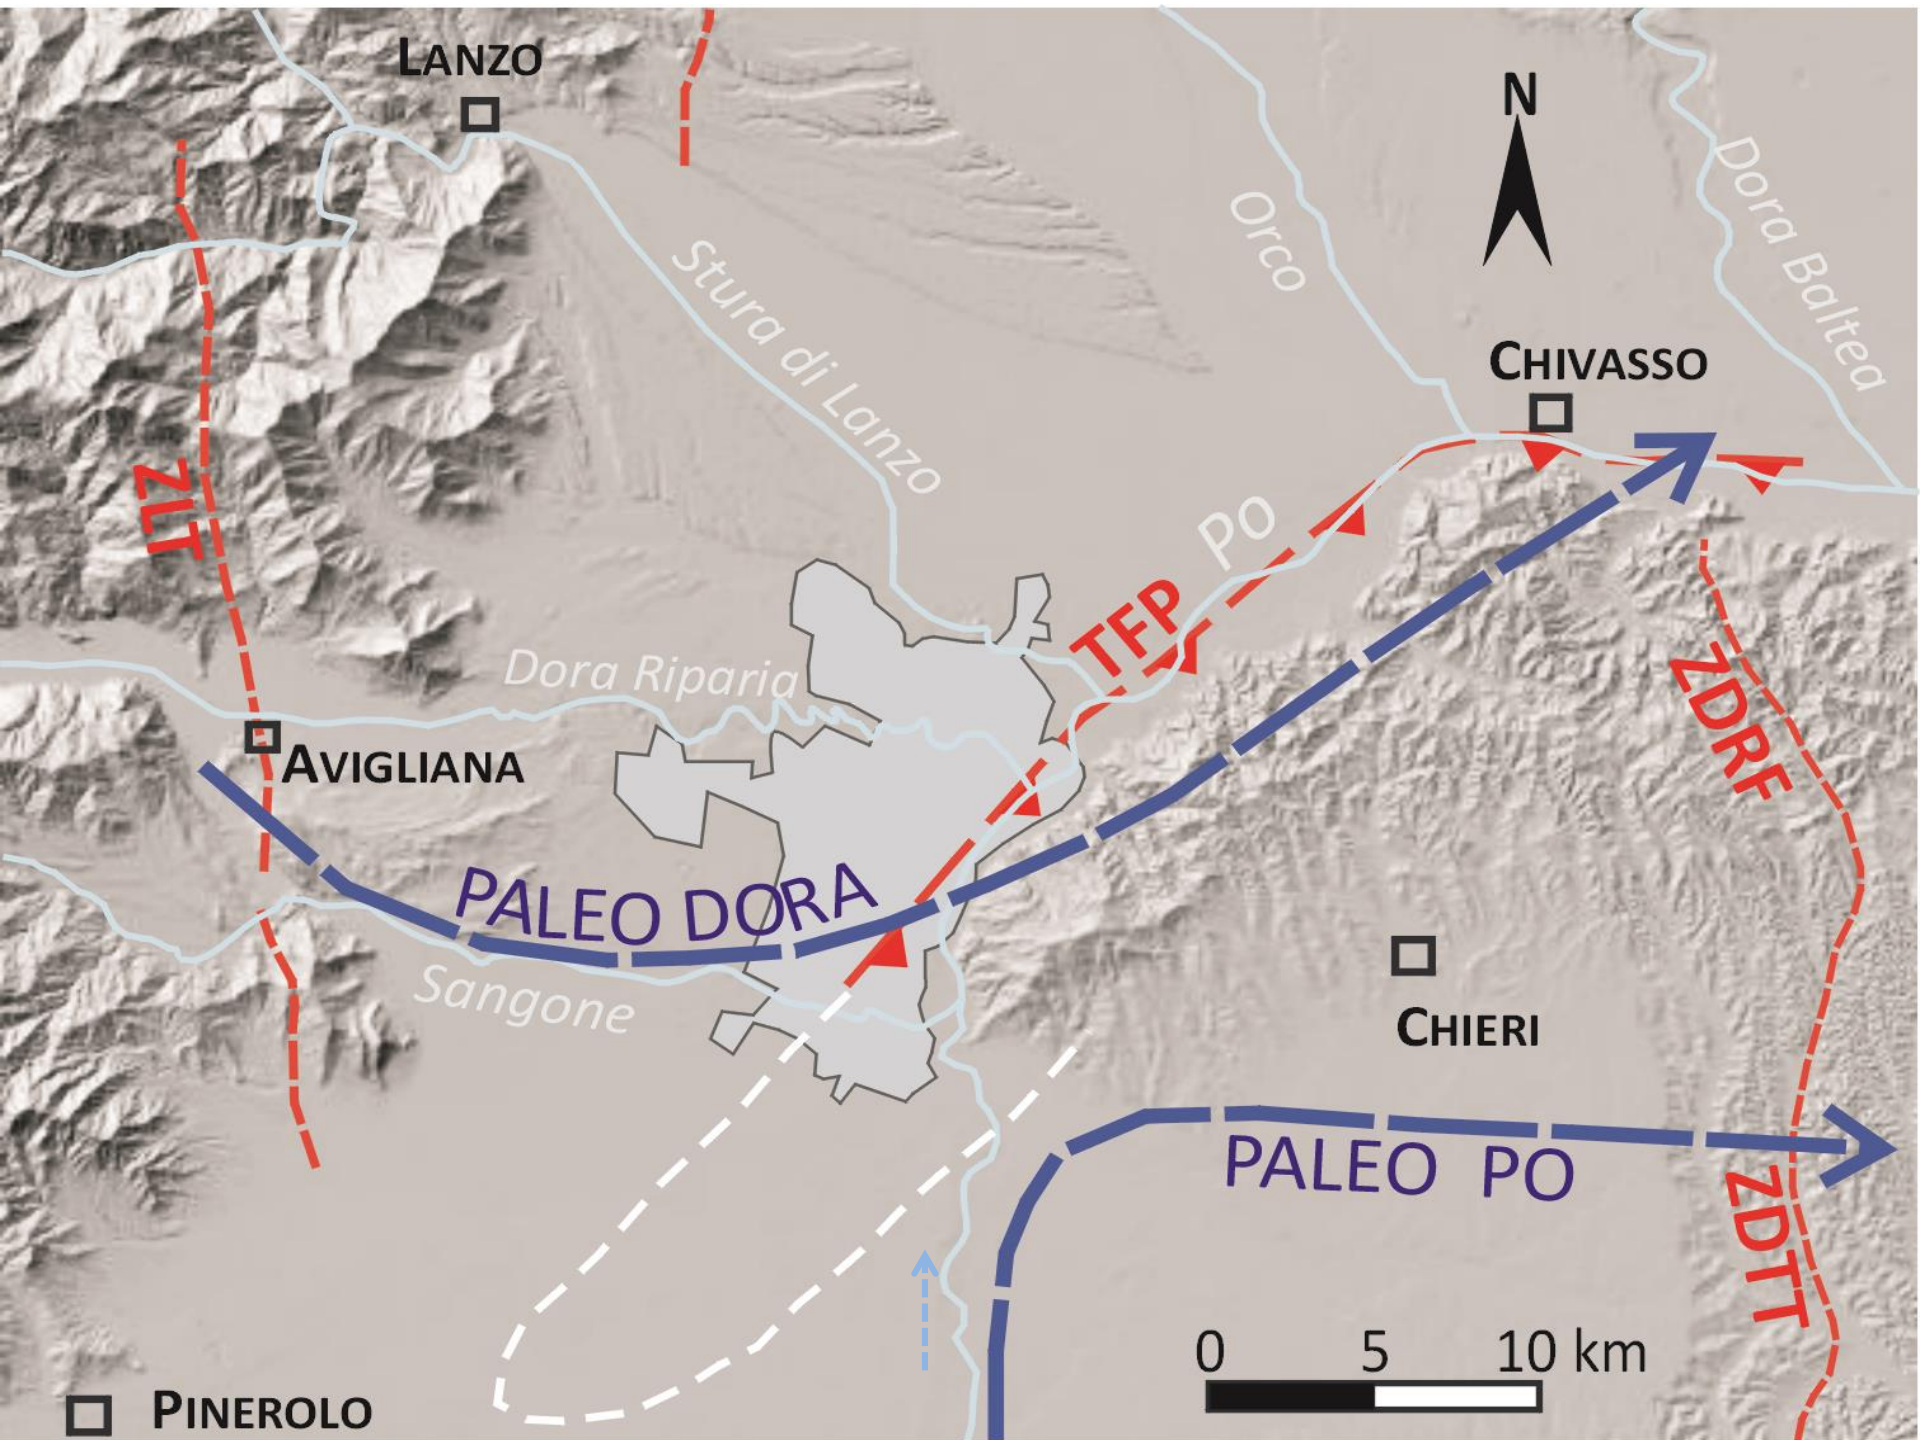 LANZO
N
Dora Baltea
Orco
Stura di Lanzo
CHIVASSO
ZLT
Po
TFP
Dora Riparia
ZDRF
AVIGLIANA
PALEO DORA
Sangone
CHIERI
PALEO PO
ZDTT
0 5 10 km
PINEROLO